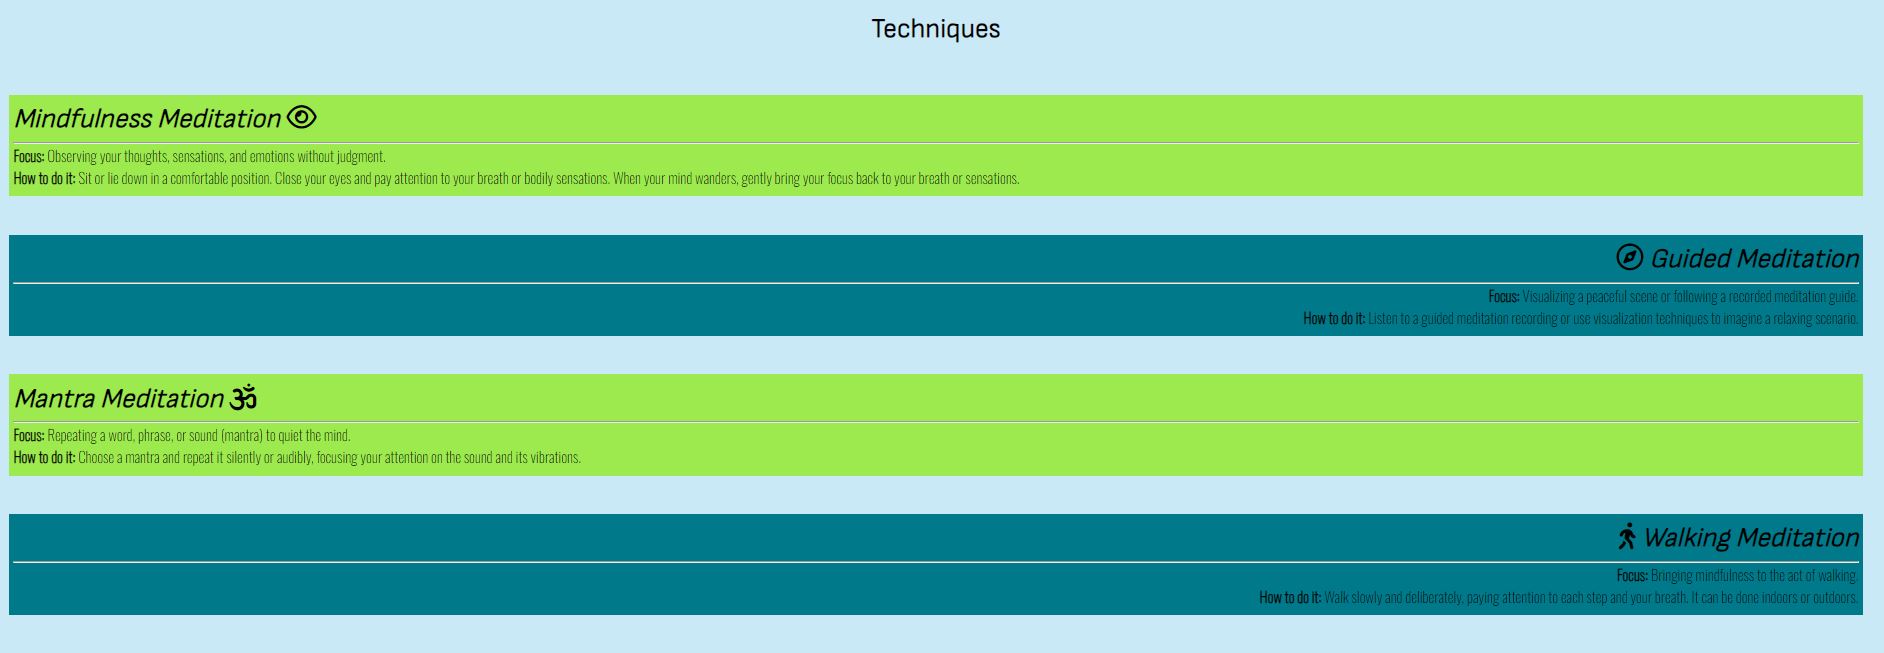 Techniques
Mindfulness Meditation
Focus: Observing your thoughts, sensations, and emotions without judgment.
How to do it: Sit or lie down in a comfortable position. Close your eyes and pay attention to your breath or bodily sensations. When your mind wanders, gently bring your focus back to your breath or sensations.
Guided Meditation
Focus: Visualizing a peaceful scene or following a recorded meditation guide.
How to do it: Listen to a guided meditation recording or use visualization techniques to imagine a relaxing scenario.
Mantra Meditation ॐ
Focus: Repeating a word, phrase, or sound (mantra) to quiet the mind.
How to do it: Choose a mantra and repeat it silently or audibly, focusing your attention on the sound and its vibrations.
Walking Meditation
Focus: Bringing mindfulness to the act of walking.
How to do it: Walk slowly and deliberately, paying attention to each step and your breath. It can be done indoors or outdoors.